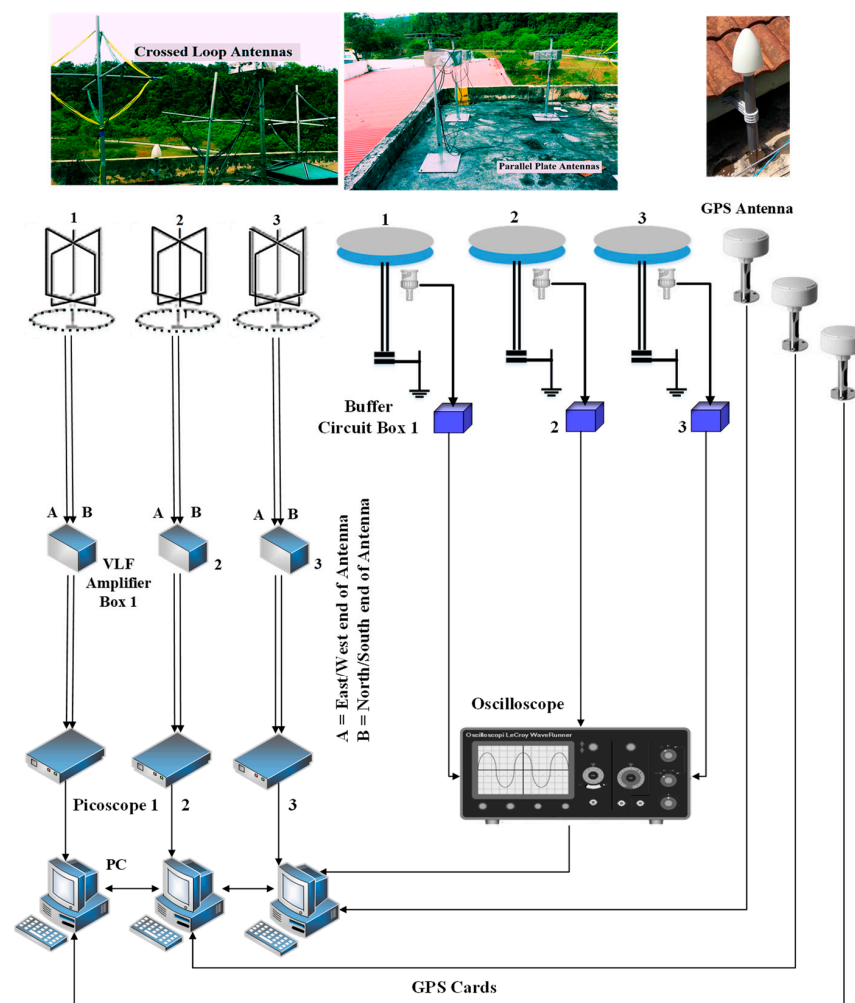 Crossed Loop Antennas
Parallel Plate Antennas
1
2
3
1
2
3
GPS Antenna
Buffer
Circuit Box 1
2
3
A B
A B
A B
VLF
Amplifier
Box 1
2
3
A = East/West end of Antenna
B = North/South end of Antenna
Oscilloscope
Oscilloscopi LeCroy WaveRunner
Picoscope 1
2
3
PC
GPS Cards